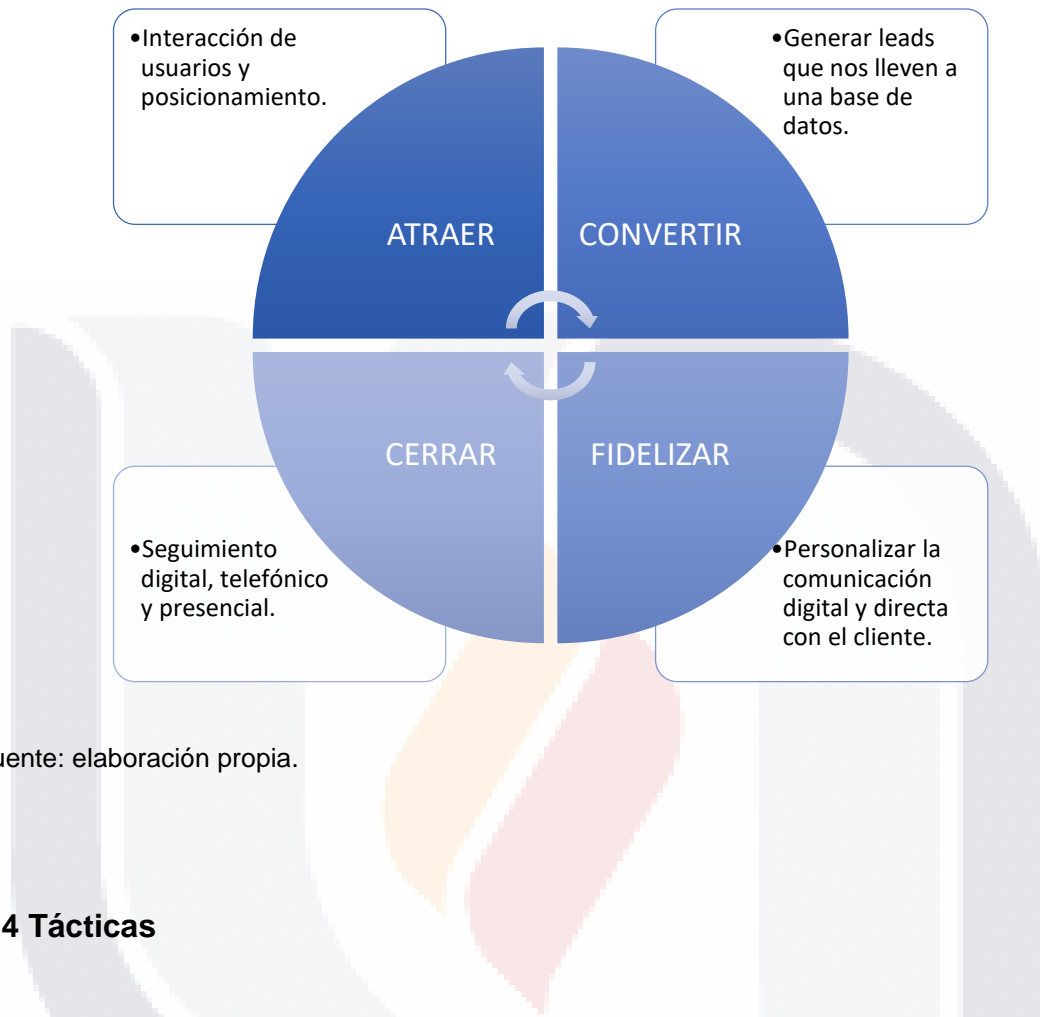 •Interacción de
usuarios y
posicionamiento.
•Generar leads
que nos lleven a
una base de
datos.
ATRAER
CONVERTIR
CERRAR
FIDELIZAR
•Seguimiento
digital, telefónico
y presencial.
•Personalizar la
comunicación
digital y directa
con el cliente.
uente: elaboración propia.
4 Tácticas